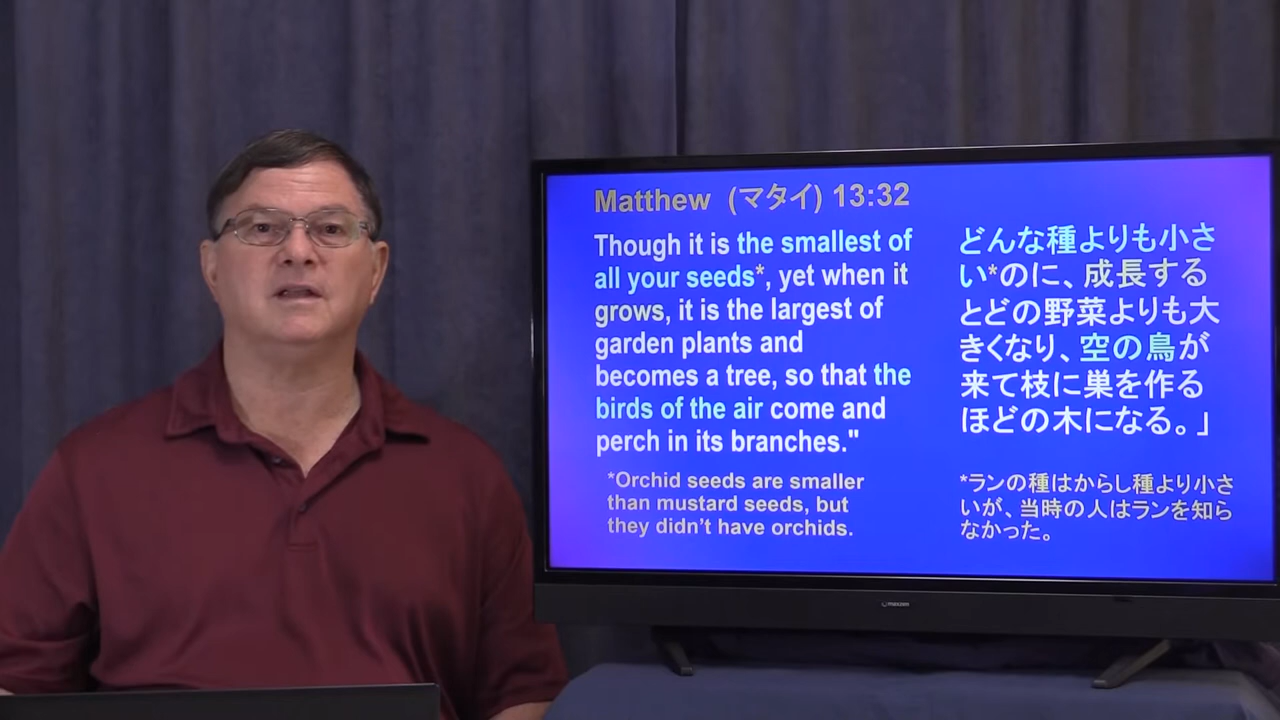 Matthew (マタイ) 13:32
Though it is the smallest of
all your seeds*, yet when it
grows, it is the largest of
garden plants and
becomes a tree, so that the
birds of the air come and
perch in its branches."
*Orchid seeds are smaller
than mustard seeds, but
they didn't have orchids.
どんな種よりも小さ
い*のに、成長する
とどの野菜よりも大
きくなり、空の鳥が
来て枝に巣を作る
ほどの木になる。」
*ランの種はからし種より小さ
いが、当時の人はランを知ら
なかった。
maxzen